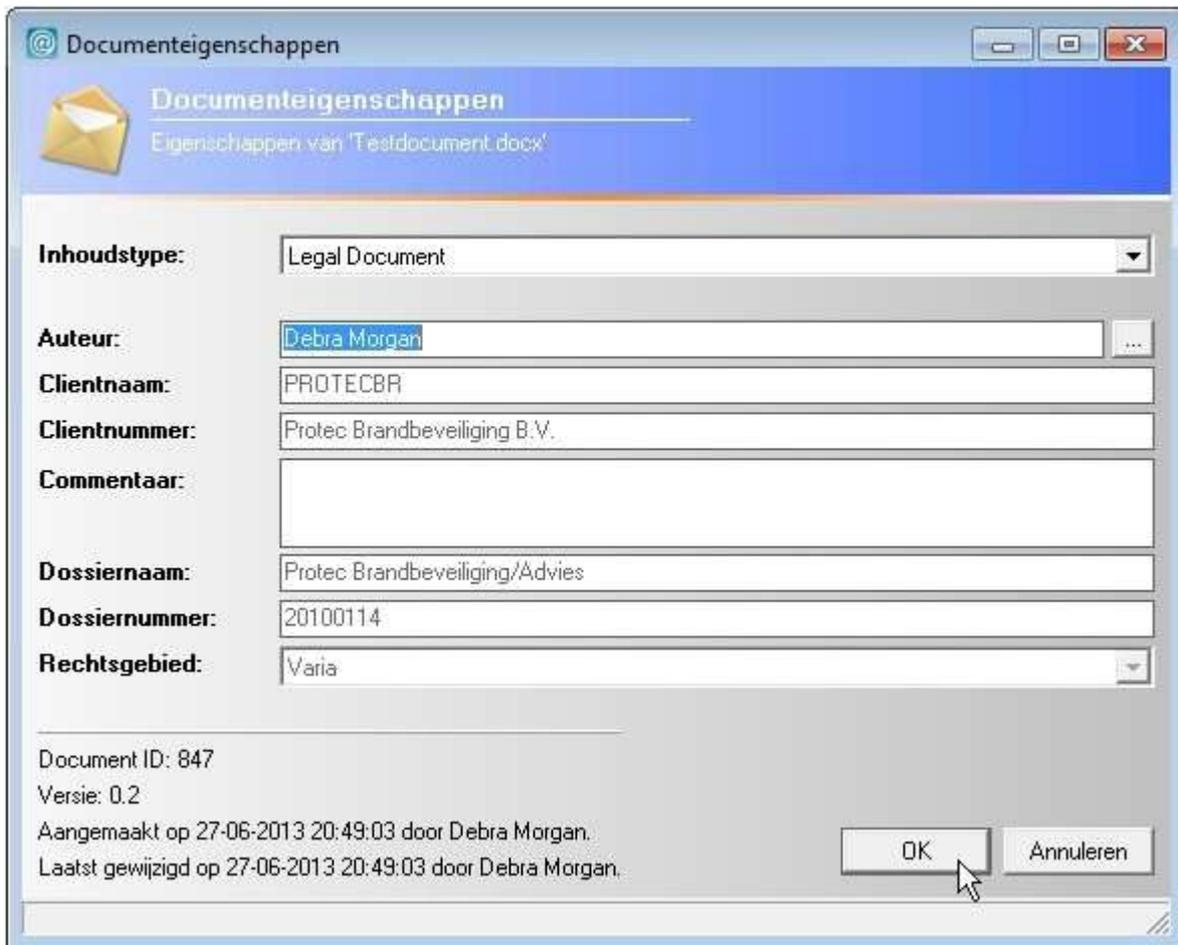 Documenteigenschappen
Documenteigenschappen
Eigenschappen van 'Testdocument.docx'
Inhoudstype: Legal Document
Auteur: Debra Morgan ...
Clientnaam: PROTECBR
Clientnummer: Protec Brandbeveiliging B.V.
Commentaar:
Dossiernaam: Protec Brandbeveiliging/Advies
Dossiernummer: 20100114
Rechtsgebied: Varia
Document ID: 847
Versie: 0.2
Aangemaakt op 27-06-2013 20:49:03 door Debra Morgan.
Laatst gewijzigd op 27-06-2013 20:49:03 door Debra Morgan.
OK Annuleren